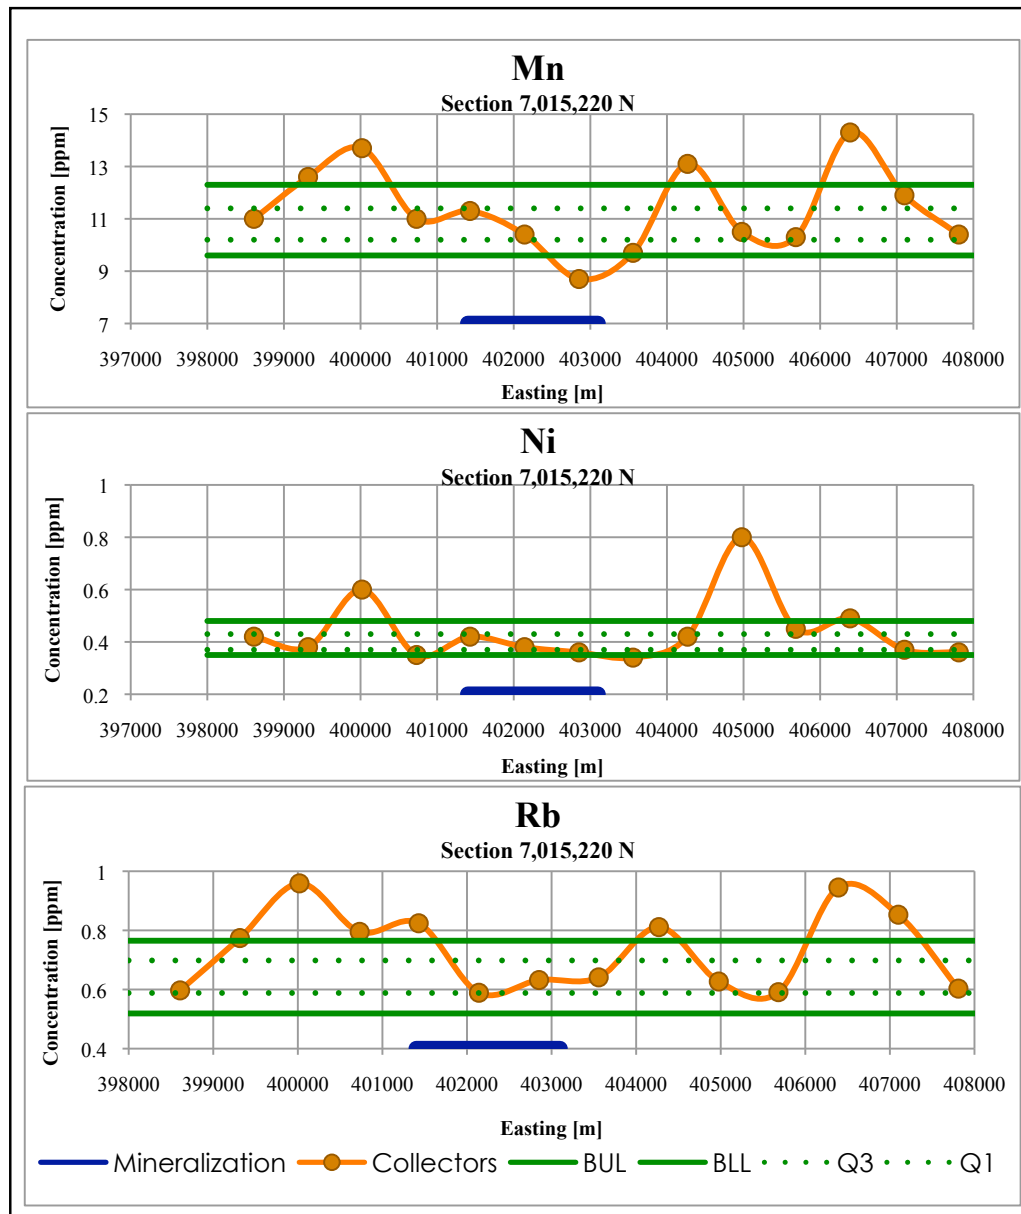 Mn
Section 7,015,220 N
Concentration [ppm]
15
13
11
9
7
397000 398000 399000 400000 401000 402000 403000 404000 405000 406000 407000 408000
Easting [m]
Ni
Section 7,015,220 N
Concentration [ppm]
1
0.8
0.6
0.4
0.2
397000 398000 399000 400000 401000 402000 403000 404000 405000 406000 407000 408000
Easting [m]
Rb
Section 7,015,220 N
Concentration [ppm]
1
0.8
0.6
0.4
398000 399000 400000 401000 402000 403000 404000 405000 406000 407000 408000
Easting [m]
Mineralization Collectors BUL BLL Q3 Q1